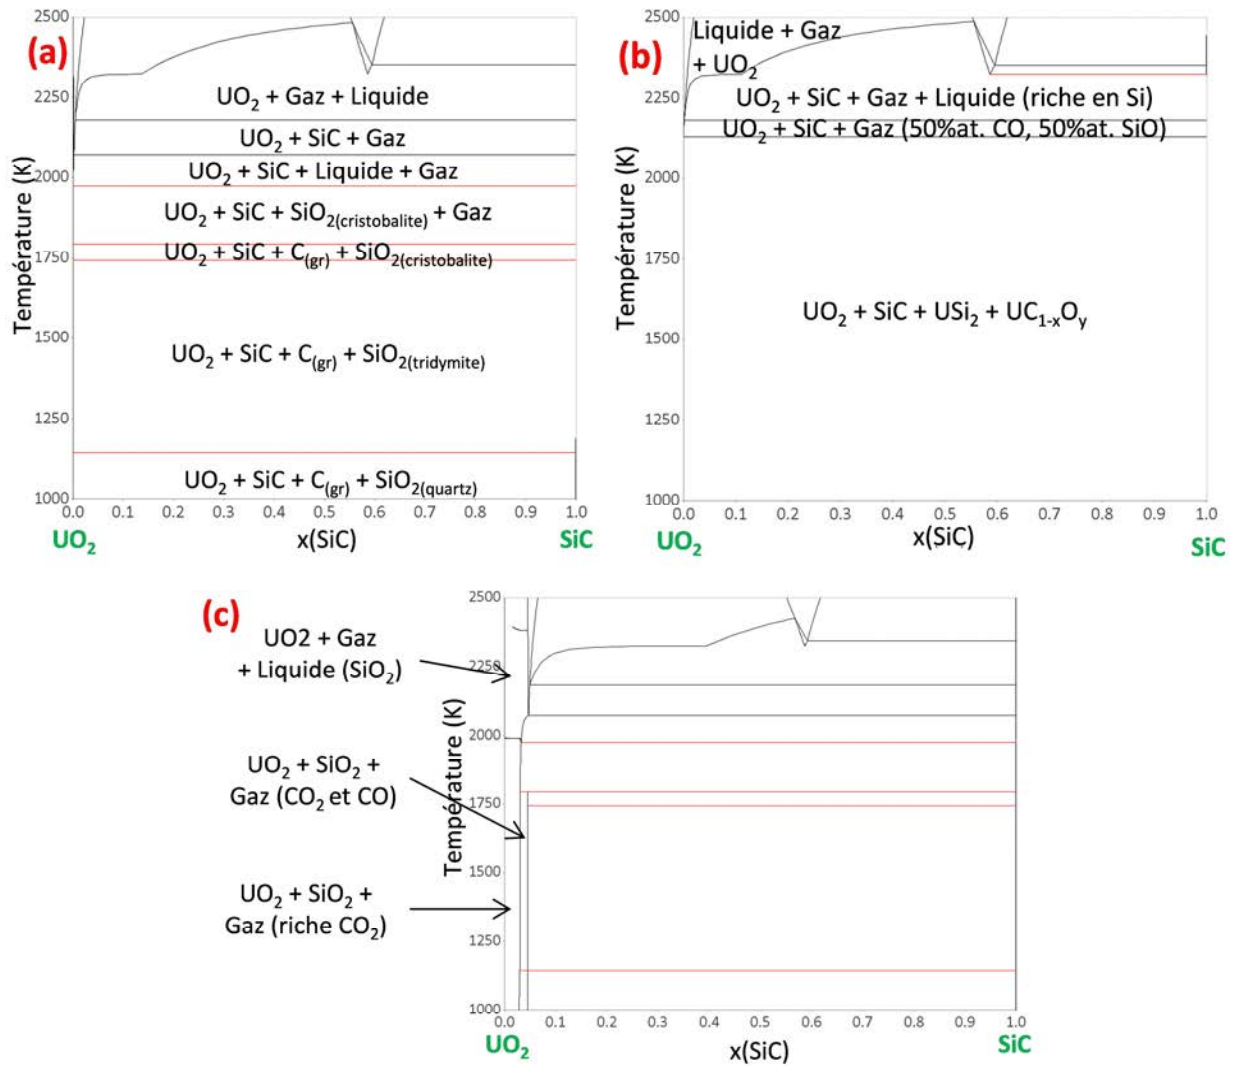 (a)
2500
2250
2000
1750
1500
1250
1000
Température (K)
UO2 + Gaz + Liquide
UO2 + SiC + Gaz
UO2 + SiC + Liquide + Gaz
UO2 + SiC + SiO2(cristobalite) + Gaz
UO2 + SiC + C(gr) + SiO2(cristobalite)
UO2 + SiC + C(gr) + SiO2(tridymite)
UO2 + SiC + C(gr) + SiO2(quartz)
0.0 0.1 0.2 0.3 0.4 0.5 0.6 0.7 0.8 0.9 1.0
UO2 x(SiC) SiC
(b)
2500
2250
2000
1750
1500
1250
1000
Température (K)
Liquide + Gaz
+ UO2
UO2 + SiC + Gaz + Liquide (riche en Si)
UO2 + SiC + Gaz (50%at. CO, 50%at. SiO)
UO2 + SiC + USi2 + UC1-xOy
0.0 0.1 0.2 0.3 0.4 0.5 0.6 0.7 0.8 0.9 1.0
UO2 x(SiC) SiC
(c)
UO2 + Gaz
+ Liquide (SiO2)
UO2 + SiO2 +
Gaz (CO2 et CO)
UO2 + SiO2 +
Gaz (riche CO2)
2500
2250
2000
1750
1500
1250
1000
Température (K)
0.0 0.1 0.2 0.3 0.4 0.5 0.6 0.7 0.8 0.9 1.0
UO2 x(SiC) SiC